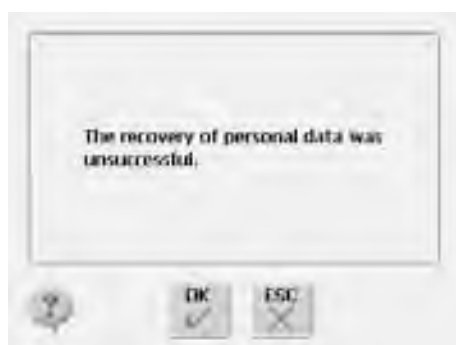 The recovery of personal data was
unsuccessful.
?
OK ESC